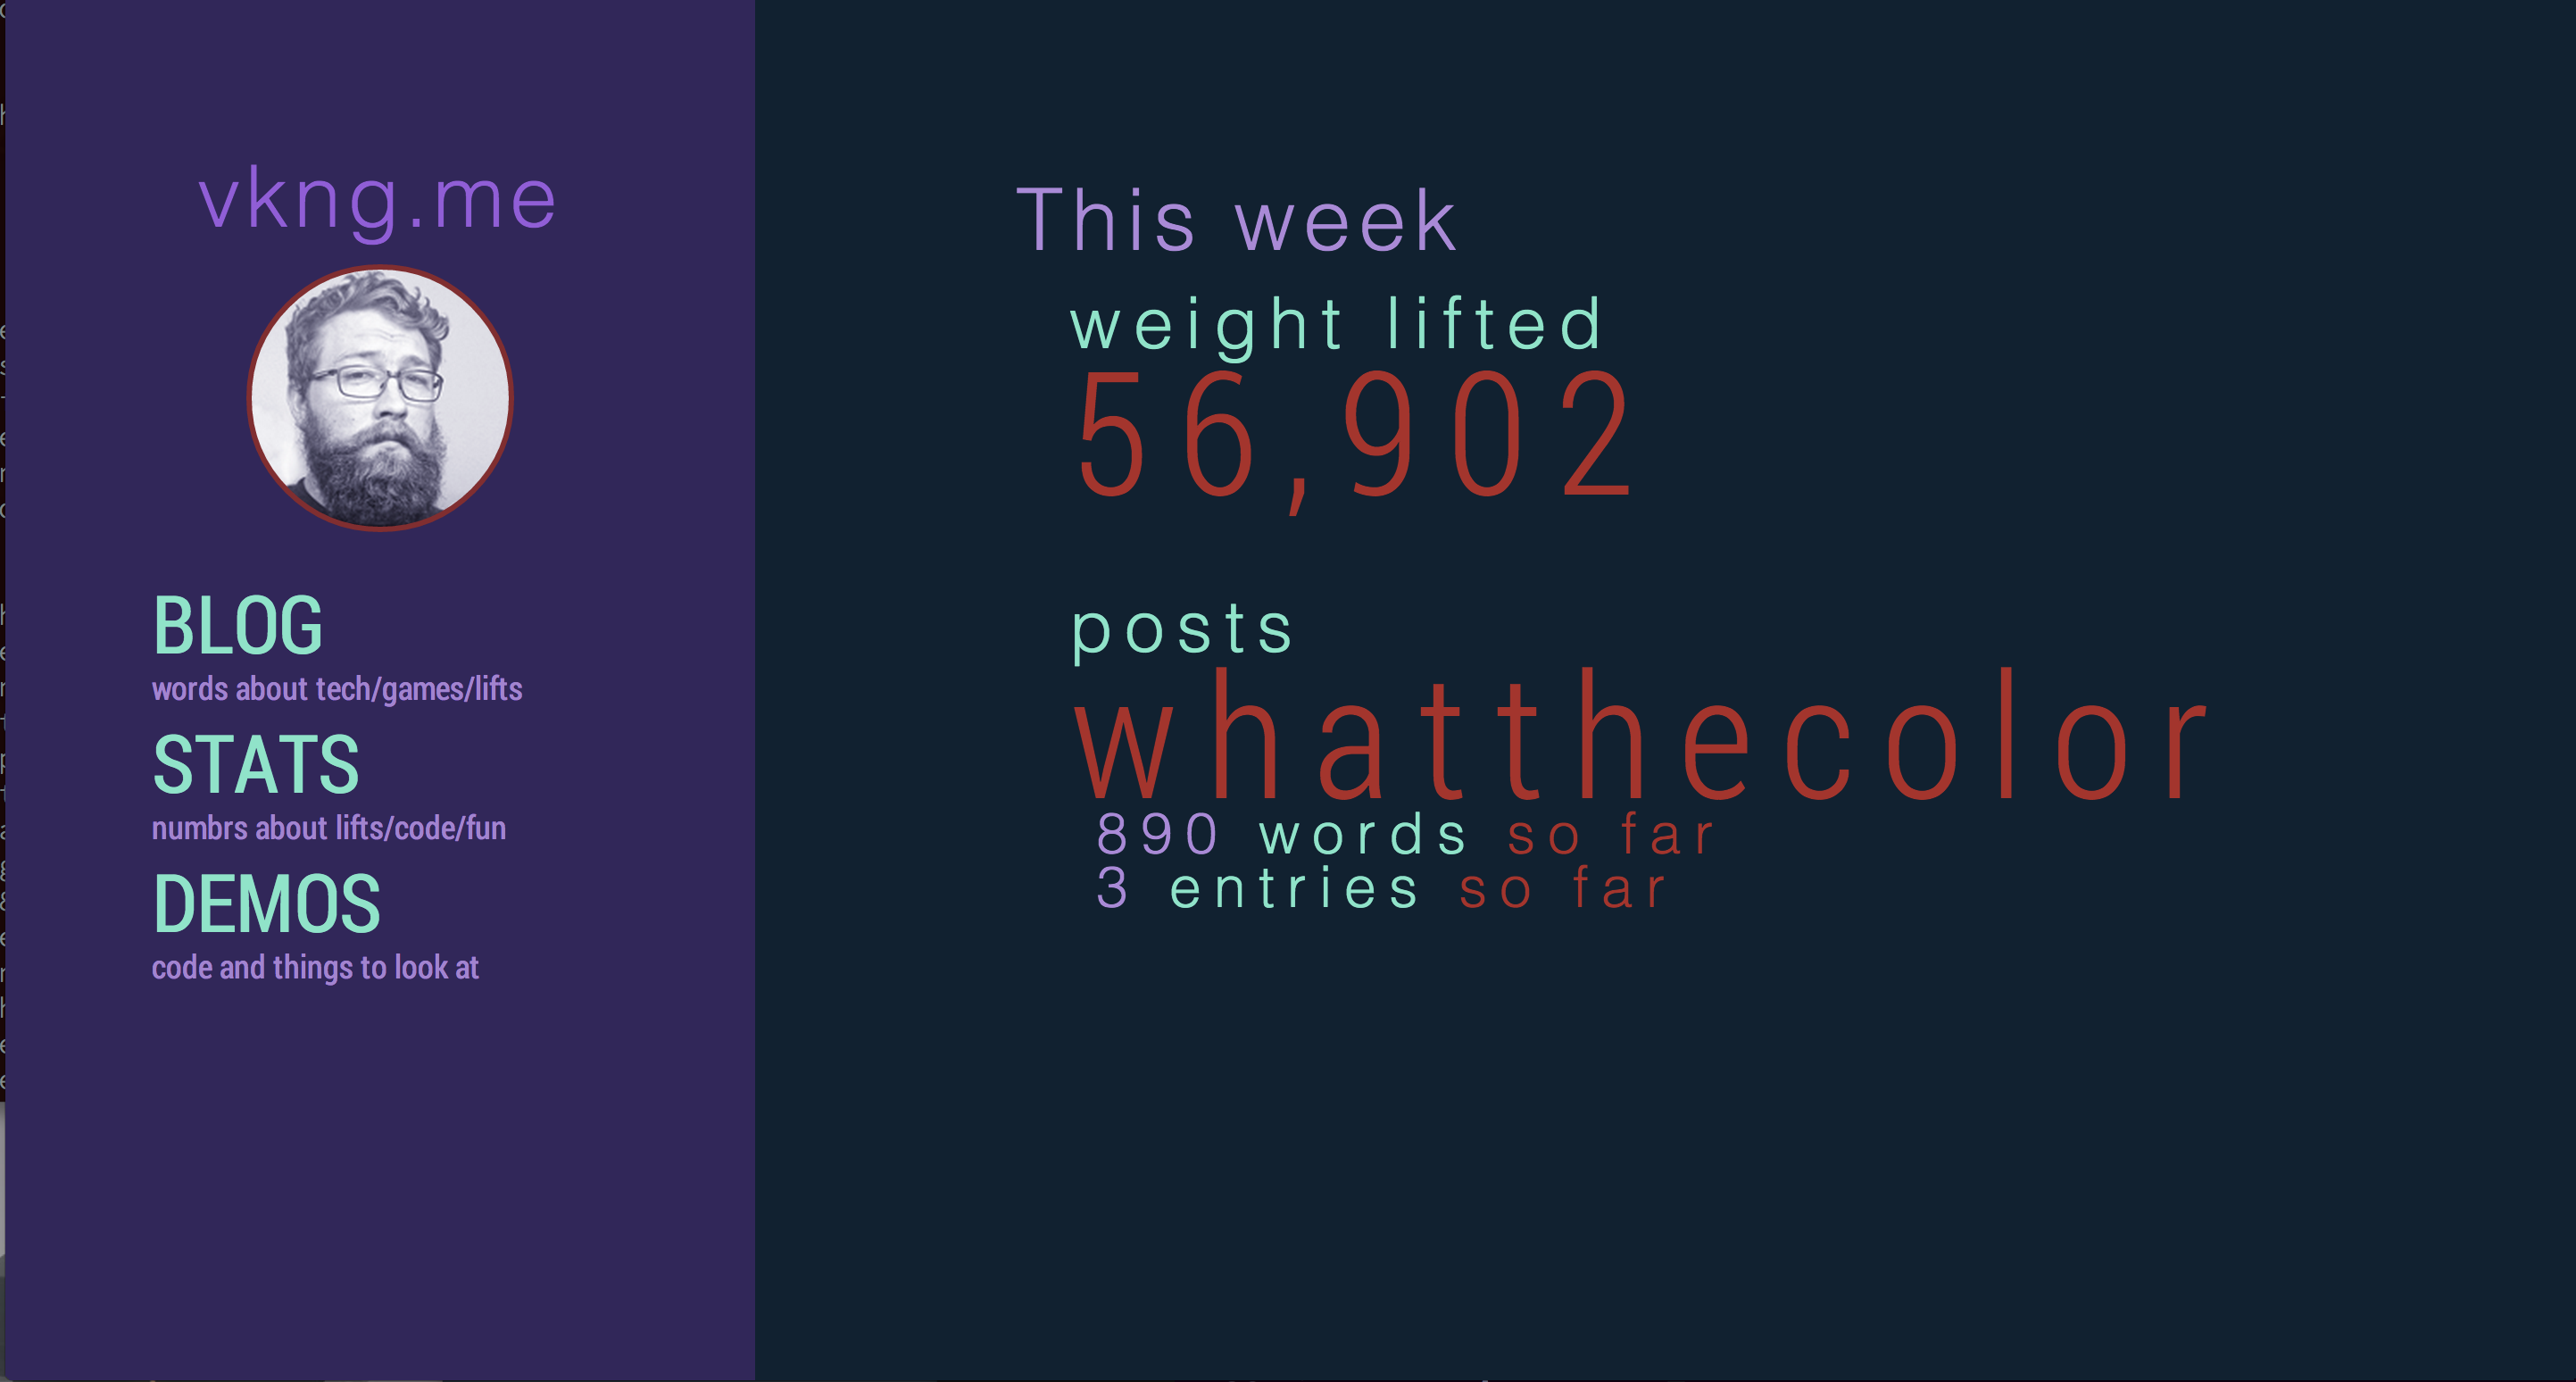 vkng.me
BLOG
words about tech/games/lifts
STATS
numbrs about lifts/code/fun
DEMOS
code and things to look at
This week
weight lifted
56,902
posts
whatthecolor
890 words so far
3 entries so far